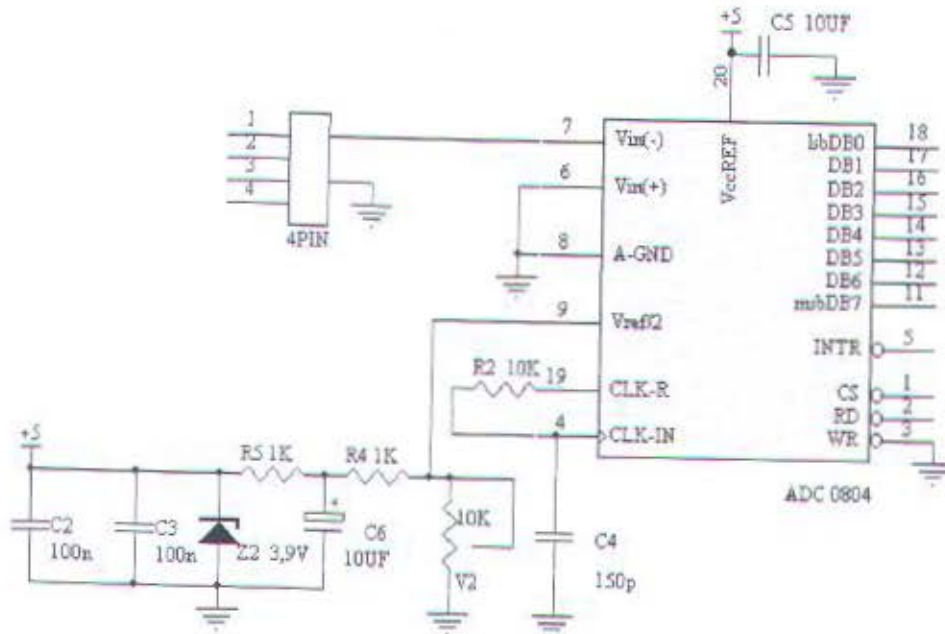 +5
C5 10UF
20
1
2
3
4
4PIN
7
6
8
9
Vin(-)
Vin(+)
A-GND
Vref/2
CLK-R
CLK-IN
VccREF
lsbDB0
DB1
DB2
DB3
DB4
DB5
DB6
msbDB7
INTR
CS
RD
WR
18
17
16
15
14
13
12
11
5
1
2
3
R2 10K
19
4
ADC 0804
+5
R5 1K
R4 1K
C2
100n
C3
100n
Z2 3,9V
+
C6
10UF
10K
V2
C4
150p